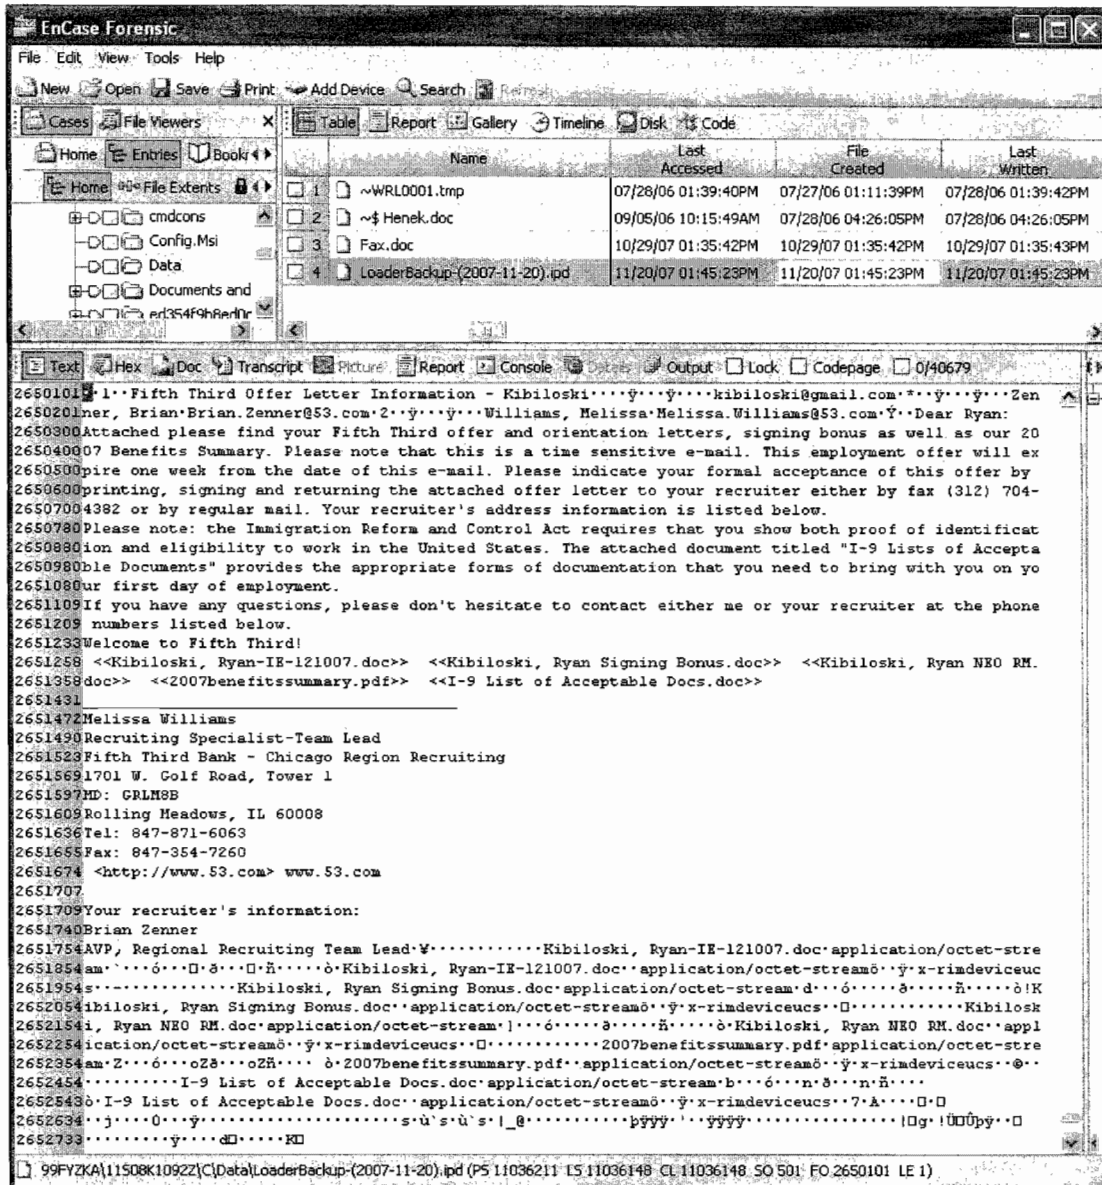 EnCase Forensic
File Edit View Tools Help
New Open Save Print Add Device Search Refresh
Cases File Viewers Table Report Gallery Timeline Disk Code
Home Entries Bookr
Home File Extents
Name Last Accessed File Created Last Written
1 ~WRL0001.tmp 07/28/06 01:39:40PM 07/27/06 01:11:39PM 07/28/06 01:39:42PM
2 ~$ Henek.doc 09/05/06 10:15:49AM 07/28/06 04:26:05PM 07/28/06 04:26:05PM
3 Fax.doc 10/29/07 01:35:42PM 10/29/07 01:35:42PM 10/29/07 01:35:43PM
4 LoaderBackup-(2007-11-20).ipd 11/20/07 01:45:23PM 11/20/07 01:45:23PM 11/20/07 01:45:23PM
cmdcons
Config.Msi
Data
Documents and
ed354f9b8ed0r
Text Hex Doc Transcript Picture Report Console Details Output Lock Codepage 0/40679
2650101 ·1··Fifth Third Offer Letter Information - Kibiloski····ÿ···ÿ····kibiloski@gmail.com·*··ÿ···ÿ···Zen
2650201ner, Brian·Brian.Zenner@53.com·2··ÿ···ÿ···Williams, Melissa·Melissa.Williams@53.com·Ý··Dear Ryan:
2650300Attached please find your Fifth Third offer and orientation letters, signing bonus as well as our 20
265040007 Benefits Summary. Please note that this is a time sensitive e-mail. This employment offer will ex
2650500pire one week from the date of this e-mail. Please indicate your formal acceptance of this offer by
2650600printing, signing and returning the attached offer letter to your recruiter either by fax (312) 704-
26507004382 or by regular mail. Your recruiter's address information is listed below.
2650780Please note: the Immigration Reform and Control Act requires that you show both proof of identificat
2650880ion and eligibility to work in the United States. The attached document titled "I-9 Lists of Accepta
2650980ble Documents" provides the appropriate forms of documentation that you need to bring with you on yo
2651080ur first day of employment.
2651109If you have any questions, please don't hesitate to contact either me or your recruiter at the phone
2651209 numbers listed below.
2651233Welcome to Fifth Third!
2651258 <<Kibiloski, Ryan-IE-121007.doc>> <<Kibiloski, Ryan Signing Bonus.doc>> <<Kibiloski, Ryan NEO RM.
2651358doc>> <<2007benefitssummary.pdf>> <<I-9 List of Acceptable Docs.doc>>
2651431
2651472Melissa Williams
2651490Recruiting Specialist-Team Lead
2651523Fifth Third Bank - Chicago Region Recruiting
26515691701 W. Golf Road, Tower 1
2651597MD: GRLM8B
2651609Rolling Meadows, IL 60008
2651636Tel: 847-871-6063
2651655Fax: 847-354-7260
2651674 <http://www.53.com> www.53.com
2651707
2651709Your recruiter's information:
2651740Brian Zenner
2651754AVP, Regional Recruiting Team Lead·¥············Kibiloski, Ryan-IE-121007.doc·application/octet-stre
2651854am·`···ó···□·ð···□·ñ·····ò·Kibiloski, Ryan-IE-121007.doc··application/octet-streamö··ÿ·x-rimdeviceuc
2651954s··-············Kibiloski, Ryan Signing Bonus.doc·application/octet-stream·d···ó·····ð·····ñ·····ò!K
2652054ibiloski, Ryan Signing Bonus.doc··application/octet-streamö··ÿ·x-rimdeviceucs··□············Kibilosk
2652154i, Ryan NEO RM.doc·application/octet-stream·]···ó·····ð·····ñ·····ò·Kibiloski, Ryan NEO RM.doc··appl
2652254ication/octet-streamö··ÿ·x-rimdeviceucs··□············2007benefitssummary.pdf·application/octet-stre
2652354am·Z···ó···oZð···oZñ···· ò·2007benefitssummary.pdf··application/octet-streamö··ÿ·x-rimdeviceucs··©··
2652454··········I-9 List of Acceptable Docs.doc·application/octet-stream·b···ó···n·ð···n·ñ····
2652543ò·I-9 List of Acceptable Docs.doc··application/octet-streamö··ÿ·x-rimdeviceucs··7·A····□·□
2652634
2652733
99FYZKA\11S08K1092Z\C\Data\LoaderBackup-(2007-11-20).ipd (PS 11036211 LS 11036148 CL 11036148 SO 501 FO 2650101 LE 1)